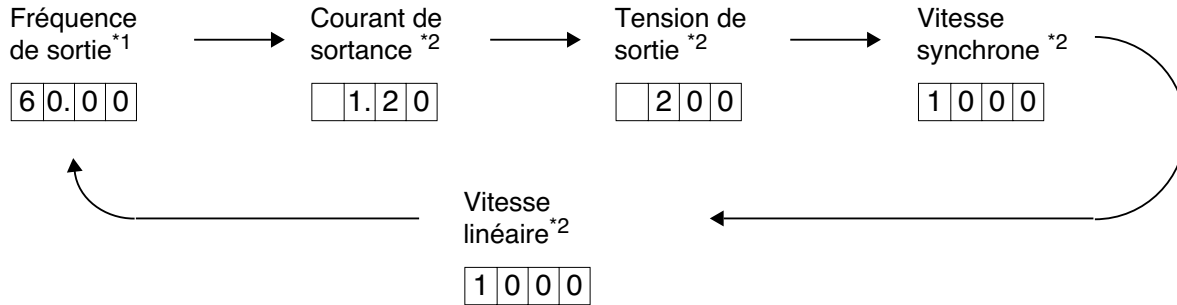 Fréquence
de sortie*1
60.00
Courant de
sortance *2
1.20
Tension de
sortie *2
200
Vitesse
synchrone *2
1000
Vitesse
linéaire*2
1000